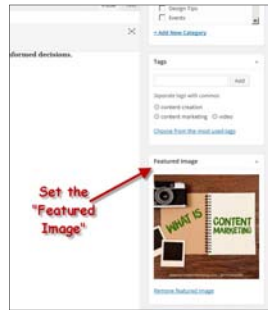 Design Tips
Events
+ Add New Category
formed decisions.
Tags
Add
Separate tags with commas
content creation
content marketing
video
Choose from the most used tags
Featured Image
Set the
"Featured
Image"
WHAT IS
CONTENT
MARKETING
Remove featured image